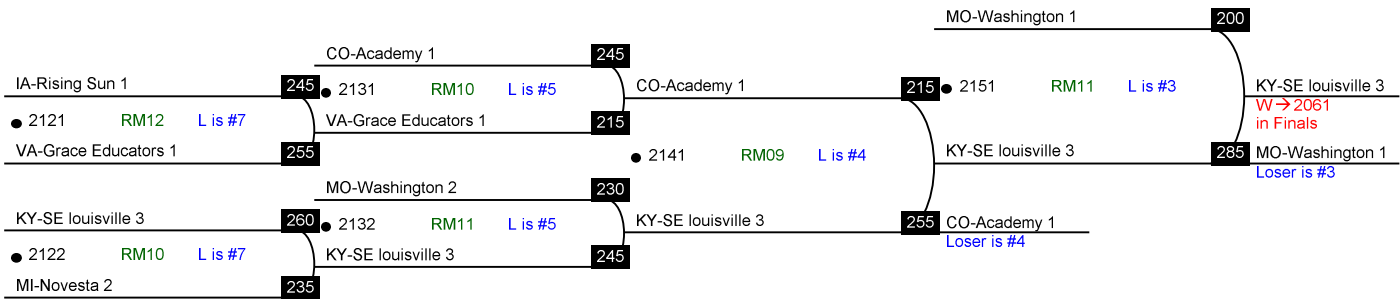 IA-Rising Sun 1
245
2121 RM12 L is #7
VA-Grace Educators 1
255
KY-SE louisville 3
260
2122 RM10 L is #7
MI-Novesta 2
235
CO-Academy 1
245
2131 RM10 L is #5
VA-Grace Educators 1
215
MO-Washington 2
230
2132 RM11 L is #5
KY-SE louisville 3
245
CO-Academy 1
215
2141 RM09 L is #4
KY-SE louisville 3
255
MO-Washington 1
200
2151 RM11 L is #3
KY-SE louisville 3
285
CO-Academy 1
Loser is #4
KY-SE louisville 3
W→2061
in Finals
MO-Washington 1
Loser is #3